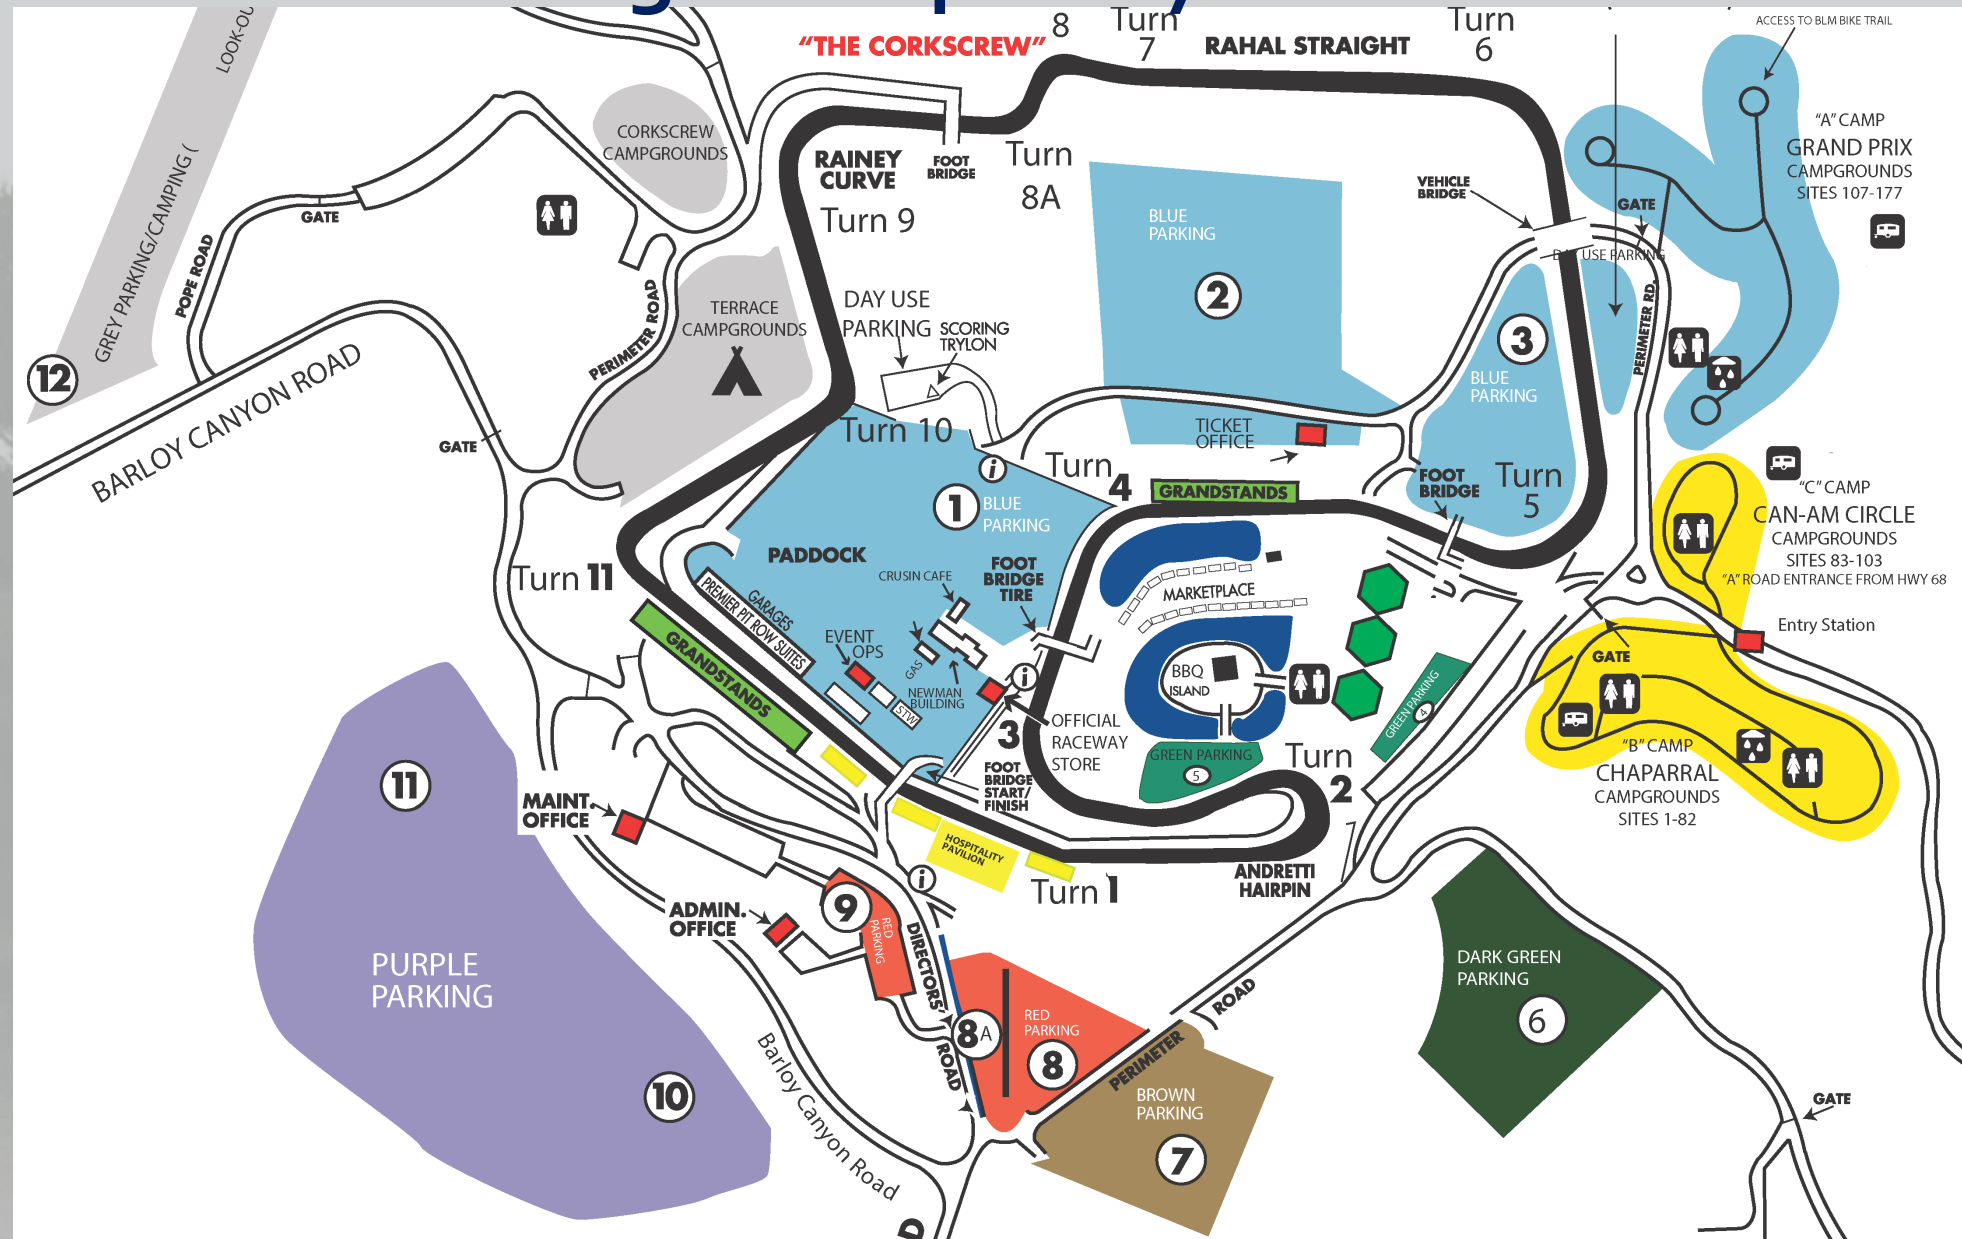 8
Turn
7
"THE CORKSCREW"
RAHAL STRAIGHT
Turn
6
ACCESS TO BLM BIKE TRAIL
LOOK-OU
GREY PARKING/CAMPING (
CORKSCREW
CAMPGROUNDS
RAINEY
CURVE
Turn 9
FOOT
BRIDGE
Turn
8A
BLUE
PARKING
2
VEHICLE
BRIDGE
GATE
DAY USE PARKING
"A" CAMP
GRAND PRIX
CAMPGROUNDS
SITES 107-177
GATE
POPE ROAD
PERIMETER ROAD
TERRACE
CAMPGROUNDS
DAY USE
PARKING
SCORING
TRYLON
3
BLUE
PARKING
PERIMETER RD.
12
BARLOY CANYON ROAD
GATE
Turn 10
i
TICKET
OFFICE
Turn
4
GRANDSTANDS
FOOT
BRIDGE
Turn
5
"C" CAMP
CAN-AM CIRCLE
CAMPGROUNDS
SITES 83-103
"A" ROAD ENTRANCE FROM HWY 68
1
BLUE
PARKING
PADDOCK
Turn 11
CRUSIN CAFE
FOOT
BRIDGE
TIRE
MARKETPLACE
GARAGES
PREMIER PIT ROW SUITES
GRANDSTANDS
EVENT
OPS
GAS
NEWMAN
BUILDING
STW
i
BBQ
ISLAND
Entry Station
GATE
GREEN PARKING
4
3
OFFICIAL
RACEWAY
STORE
FOOT
BRIDGE
START/
FINISH
GREEN PARKING
5
Turn
2
"B" CAMP
CHAPARRAL
CAMPGROUNDS
SITES 1-82
11
MAINT.
OFFICE
HOSPITALITY
PAVILION
i
Turn 1
ANDRETTI
HAIRPIN
9
RED
PARKING
ADMIN.
OFFICE
DIRECTORS'
ROAD
PURPLE
PARKING
DARK GREEN
PARKING
6
8A
RED
PARKING
8
PERIMETER
ROAD
BROWN
PARKING
7
10
Barloy Canyon Road
GATE
D